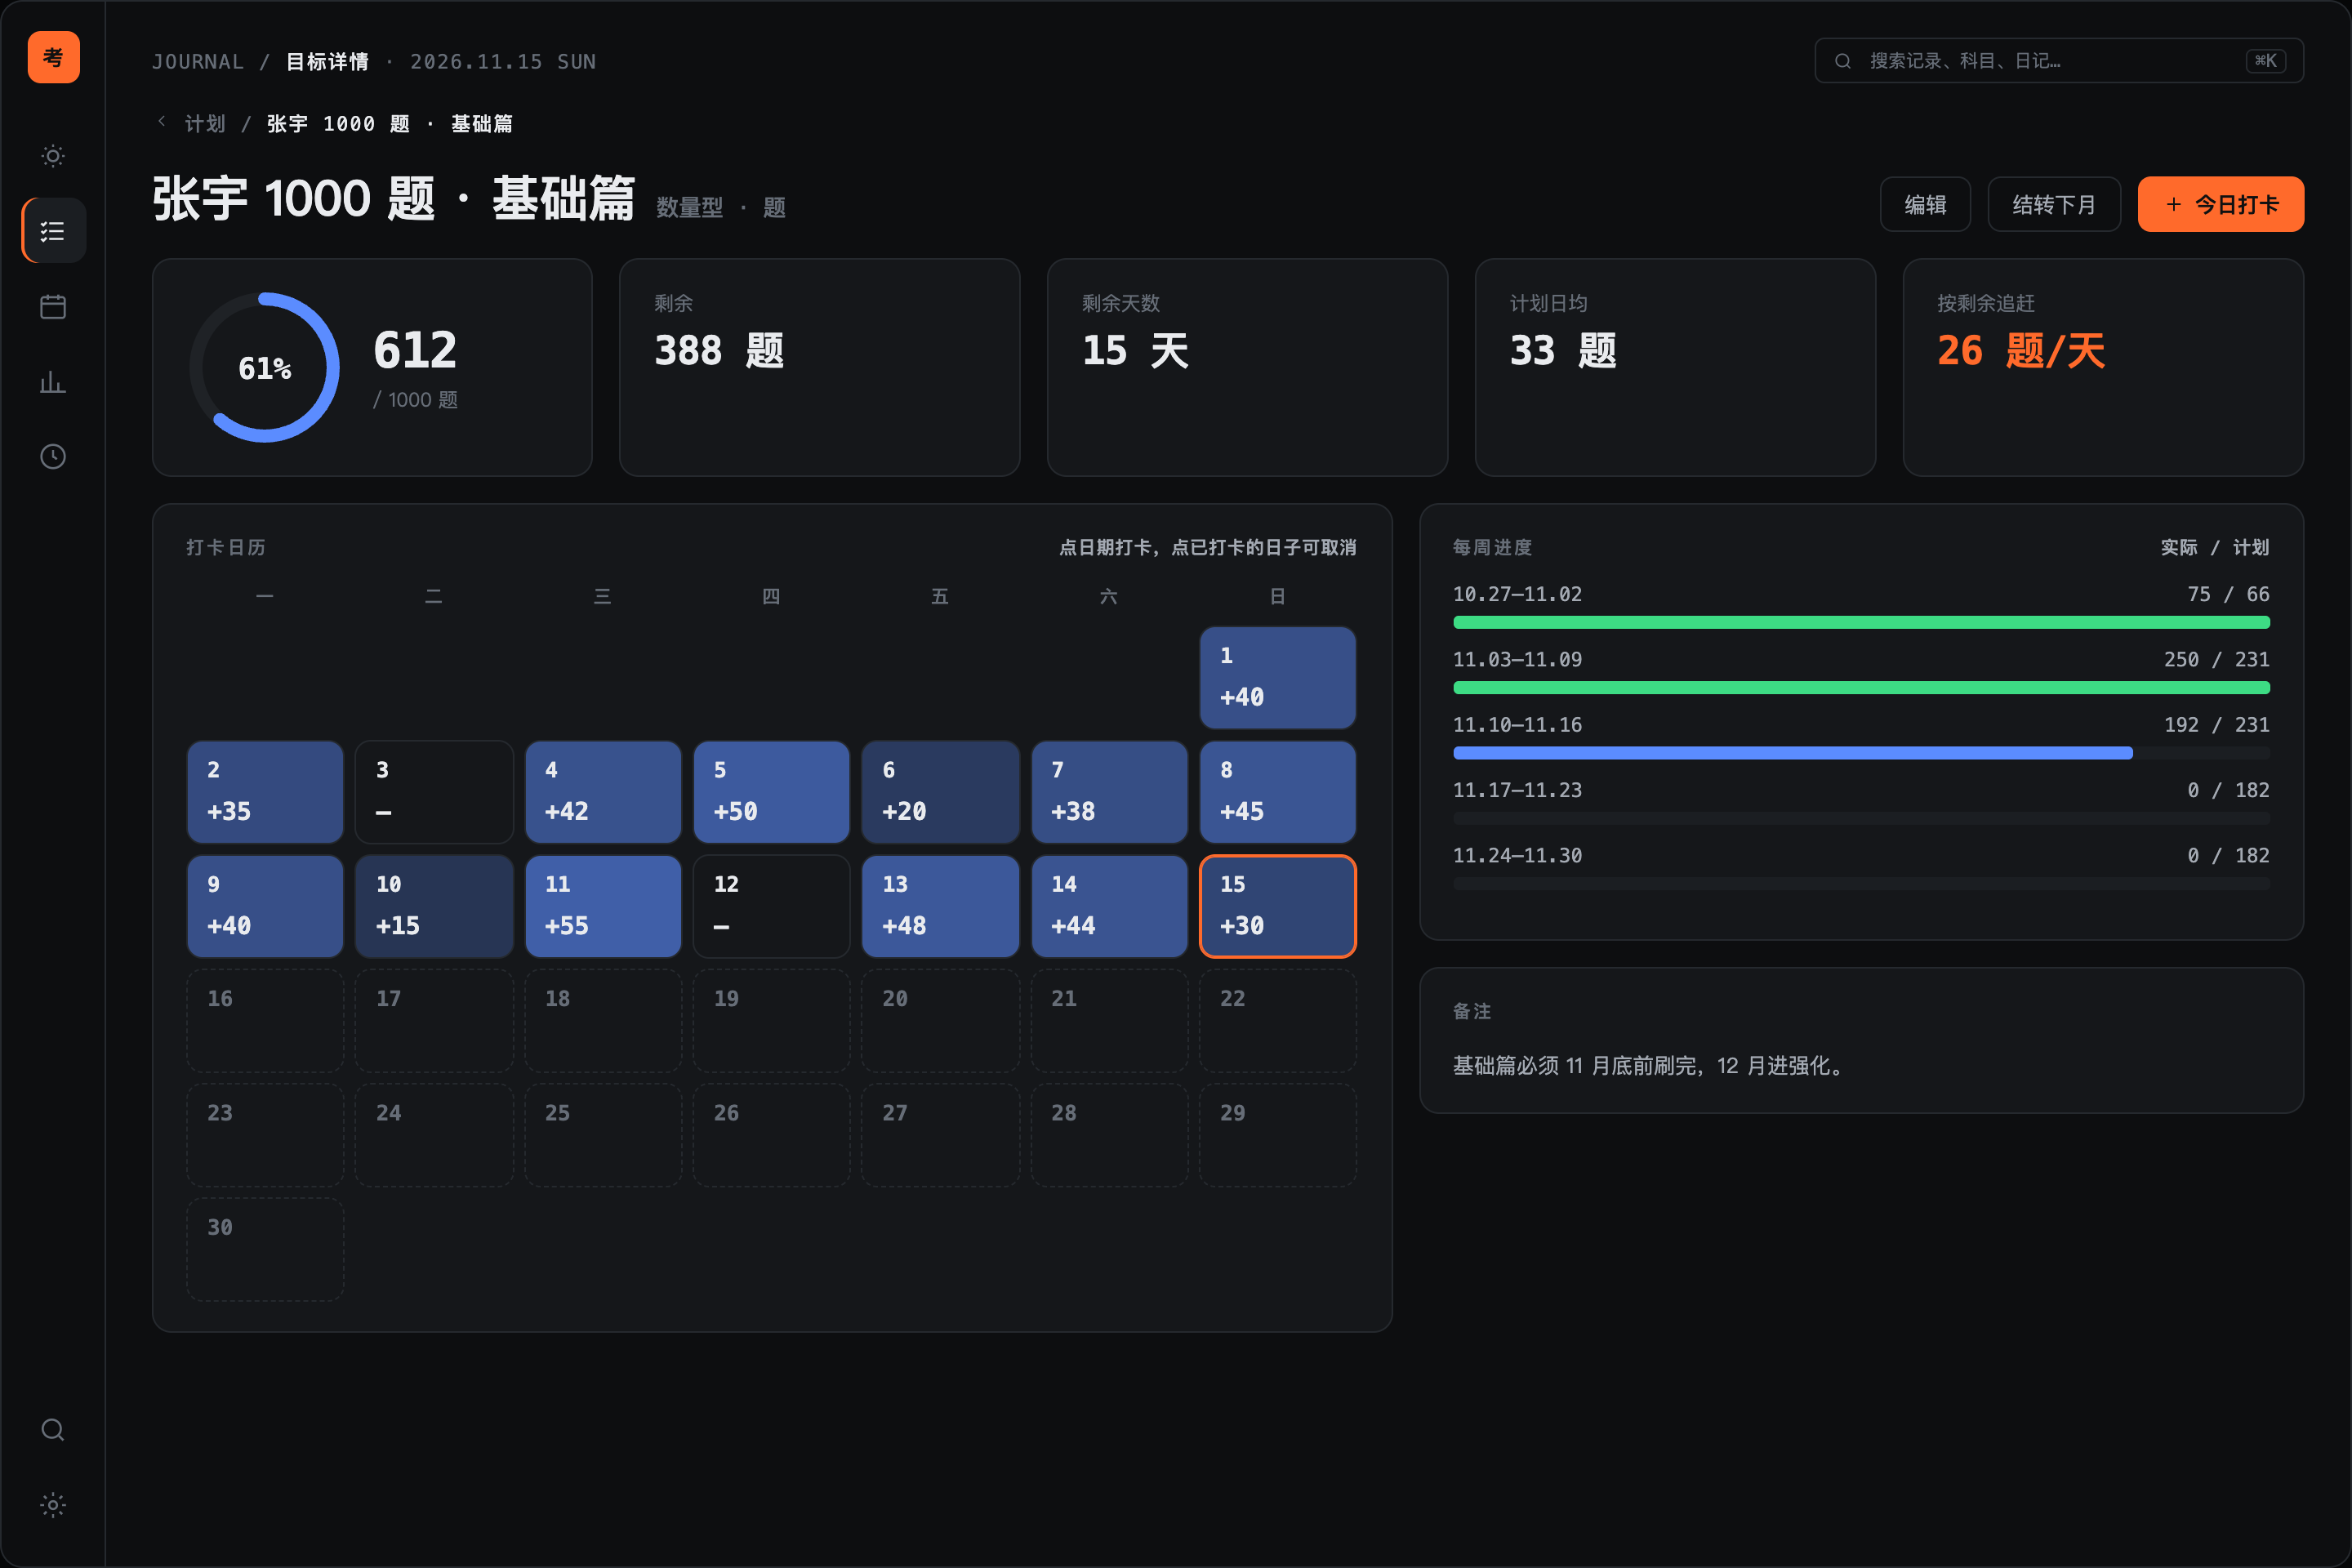 考
JOURNAL / 目标详情 · 2026.11.15 SUN
搜索记录、科目、日记…
⌘K
计划 / 张宇 1000 题 · 基础篇
张宇 1000 题 · 基础篇 数量型 · 题
编辑
结转下月
+ 今日打卡
61%
612
/ 1000 题
剩余
388 题
剩余天数
15 天
计划日均
33 题
按剩余追赶
26 题/天
打卡日历
点日期打卡，点已打卡的日子可取消
一 二 三 四 五 六 日
1
+40
2 3 4 5 6 7 8
+35 — +42 +50 +20 +38 +45
9 10 11 12 13 14 15
+40 +15 +55 — +48 +44 +30
16 17 18 19 20 21 22
23 24 25 26 27 28 29
30
每周进度
实际 / 计划
10.27—11.02 75 / 66
11.03—11.09 250 / 231
11.10—11.16 192 / 231
11.17—11.23 0 / 182
11.24—11.30 0 / 182
备注
基础篇必须 11 月底前刷完，12 月进强化。